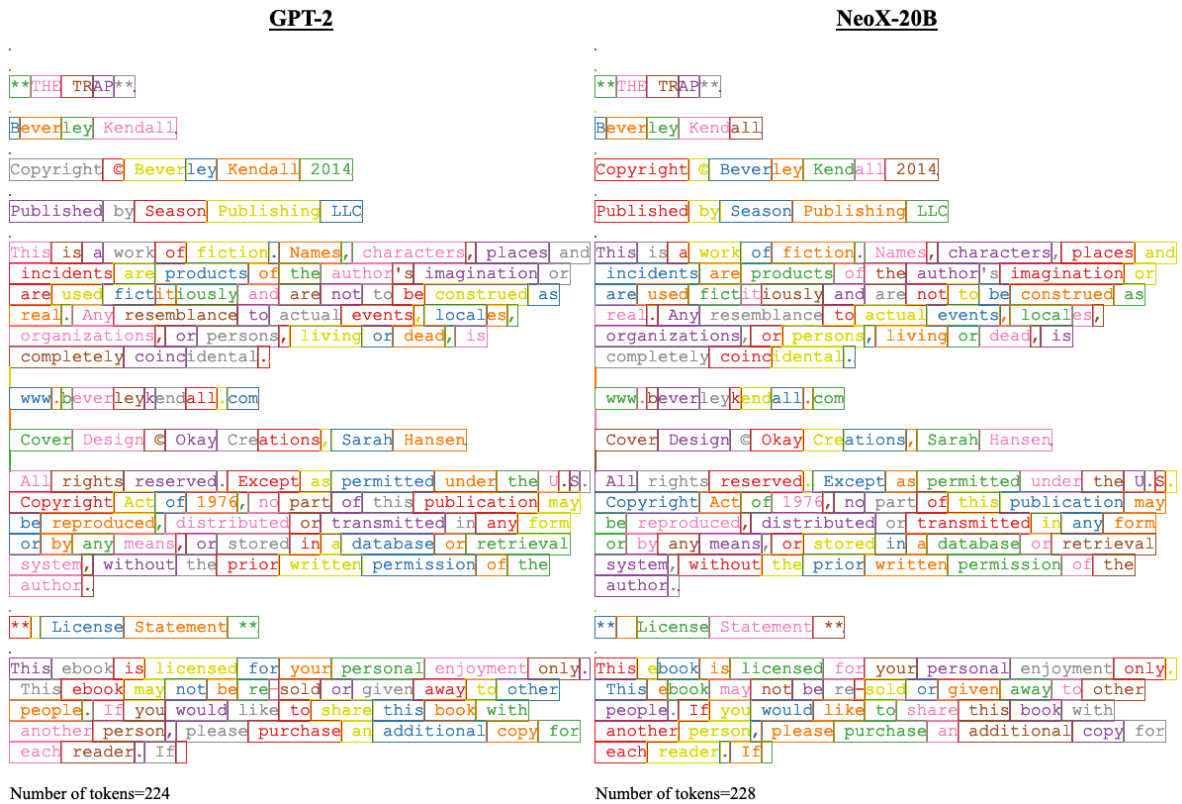 GPT-2
**THE TRAP**
Beverley Kendall
Copyright © Beverley Kendall 2014
Published by Season Publishing LLC
This is a work of fiction. Names, characters, places and
incidents are products of the author's imagination or
are used fictitiously and are not to be construed as
real. Any resemblance to actual events, locales,
organizations, or persons, living or dead, is
completely coincidental.
www.beverleykendall.com
Cover Design © Okay Creations, Sarah Hansen
All rights reserved. Except as permitted under the U.S.
Copyright Act of 1976, no part of this publication may
be reproduced, distributed or transmitted in any form
or by any means, or stored in a database or retrieval
system, without the prior written permission of the
author.
** License Statement **
This ebook is licensed for your personal enjoyment only.
This ebook may not be re-sold or given away to other
people. If you would like to share this book with
another person, please purchase an additional copy for
each reader. If
Number of tokens=224
NeoX-20B
**THE TRAP**
Beverley Kendall
Copyright © Beverley Kendall 2014
Published by Season Publishing LLC
This is a work of fiction. Names, characters, places and
incidents are products of the author's imagination or
are used fictitiously and are not to be construed as
real. Any resemblance to actual events, locales,
organizations, or persons, living or dead, is
completely coincidental.
www.beverleykendall.com
Cover Design © Okay Creations, Sarah Hansen
All rights reserved. Except as permitted under the U.S.
Copyright Act of 1976, no part of this publication may
be reproduced, distributed or transmitted in any form
or by any means, or stored in a database or retrieval
system, without the prior written permission of the
author.
** License Statement **
This ebook is licensed for your personal enjoyment only.
This ebook may not be re-sold or given away to other
people. If you would like to share this book with
another person, please purchase an additional copy for
each reader. If
Number of tokens=228